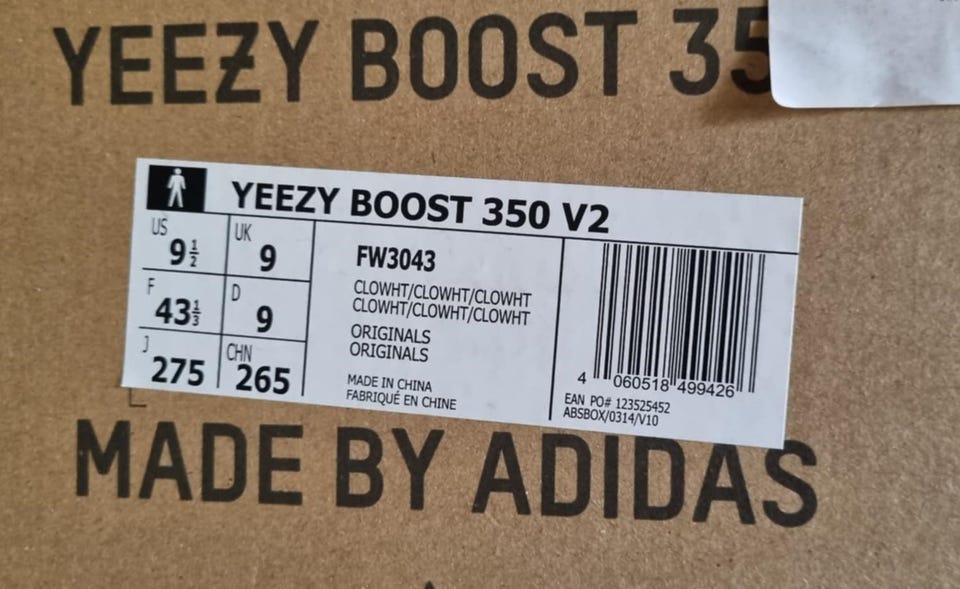 YEEZY BOOST 35
YEEZY BOOST 350 V2
US 9½ UK 9
F 43⅓ D 9
J 275 CHN 265
FW3043
CLOWHT/CLOWHT/CLOWHT
CLOWHT/CLOWHT/CLOWHT
ORIGINALS
ORIGINALS
MADE IN CHINA
FABRIQUÉ EN CHINE
4 060518 499426
EAN PO# 123525452
ABSBOX/0314/V10
MADE BY ADIDAS